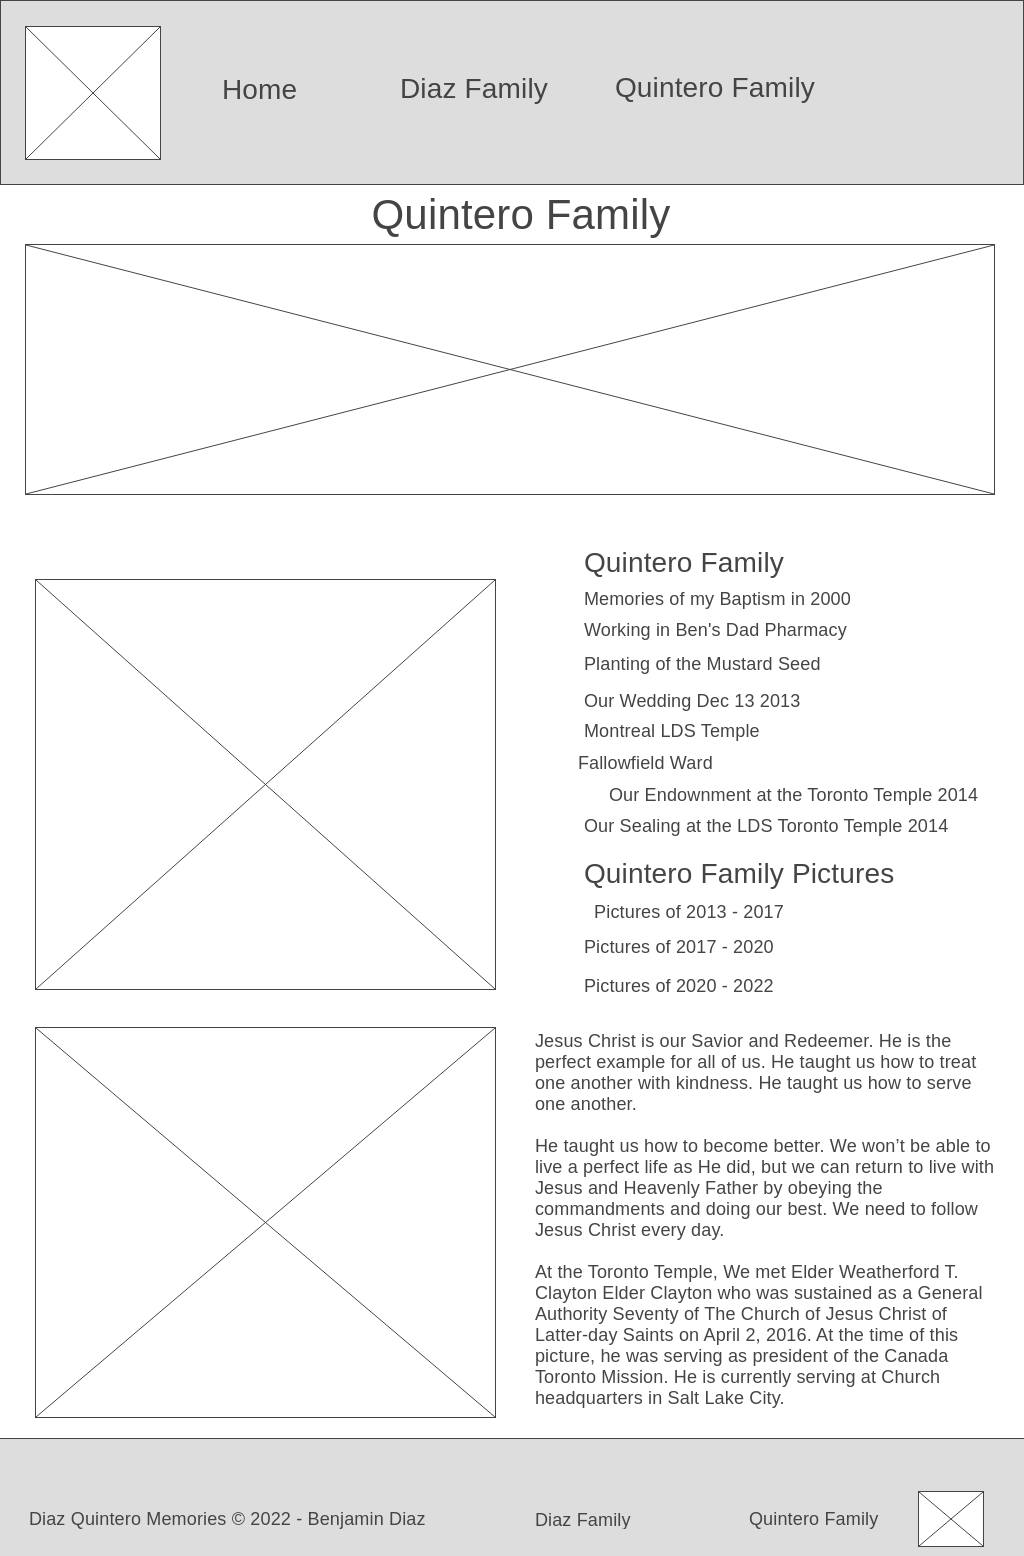 Home
Diaz Family
Quintero Family
Quintero Family
Quintero Family
Memories of my Baptism in 2000
Working in Ben's Dad Pharmacy
Planting of the Mustard Seed
Our Wedding Dec 13 2013
Montreal LDS Temple
Fallowfield Ward
Our Endownment at the Toronto Temple 2014
Our Sealing at the LDS Toronto Temple 2014
Quintero Family Pictures
Pictures of 2013 - 2017
Pictures of 2017 - 2020
Pictures of 2020 - 2022
Jesus Christ is our Savior and Redeemer. He is the
perfect example for all of us. He taught us how to treat
one another with kindness. He taught us how to serve
one another.
He taught us how to become better. We won’t be able to
live a perfect life as He did, but we can return to live with
Jesus and Heavenly Father by obeying the
commandments and doing our best. We need to follow
Jesus Christ every day.
At the Toronto Temple, We met Elder Weatherford T.
Clayton Elder Clayton who was sustained as a General
Authority Seventy of The Church of Jesus Christ of
Latter-day Saints on April 2, 2016. At the time of this
picture, he was serving as president of the Canada
Toronto Mission. He is currently serving at Church
headquarters in Salt Lake City.
Diaz Quintero Memories © 2022 - Benjamin Diaz
Diaz Family
Quintero Family